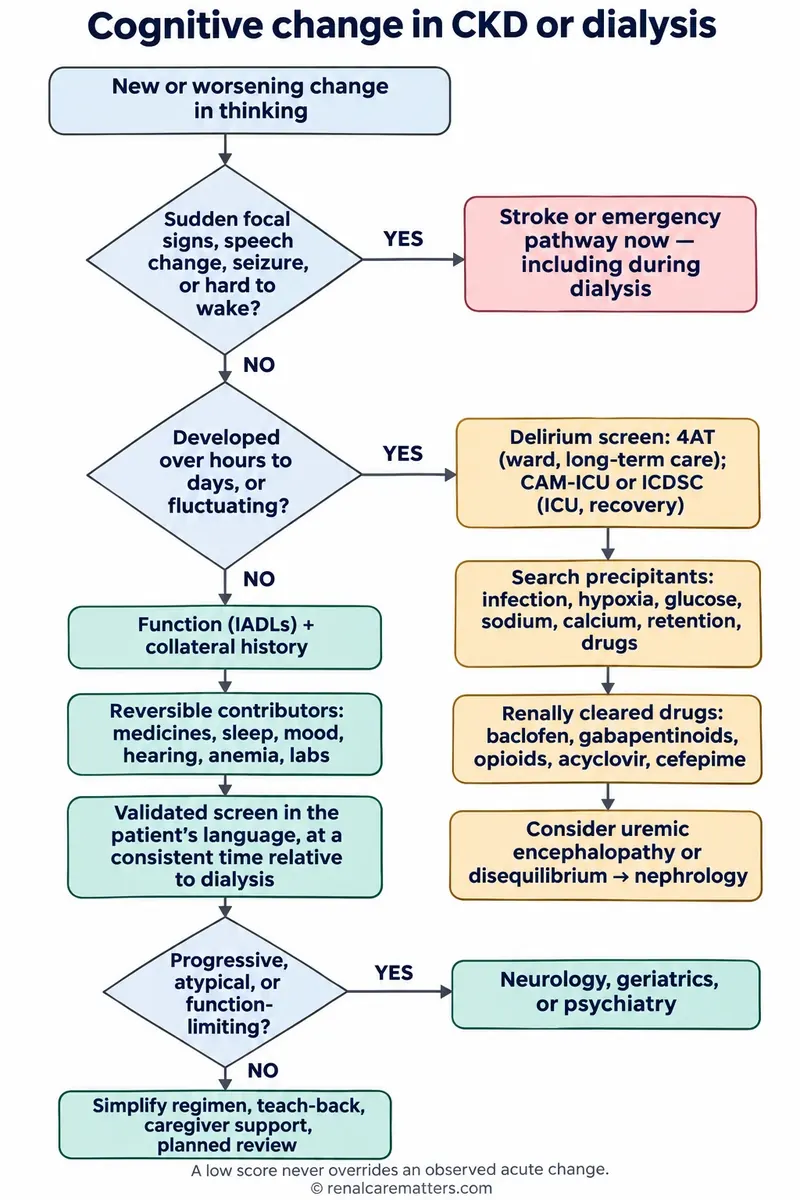 Cognitive change in CKD or dialysis
New or worsening change
in thinking
Sudden focal
signs, speech
change, seizure,
or hard to
wake?
YES
Stroke or emergency
pathway now —
including during
dialysis
NO
Developed
over hours to
days, or
fluctuating?
YES
Delirium screen: 4AT
(ward, long-term care);
CAM-ICU or ICDSC
(ICU, recovery)
Search precipitants:
infection, hypoxia, glucose,
sodium, calcium, retention,
drugs
Renally cleared drugs:
baclofen, gabapentinoids,
opioids, acyclovir, cefepime
Consider uremic
encephalopathy or
disequilibrium → nephrology
NO
Function (IADLs) +
collateral history
Reversible contributors:
medicines, sleep, mood,
hearing, anemia, labs
Validated screen in the
patient’s language, at a
consistent time relative
to dialysis
Progressive,
atypical, or
function-
limiting?
YES
Neurology, geriatrics,
or psychiatry
NO
Simplify regimen, teach-back,
caregiver support,
planned review
A low score never overrides an observed acute change.
© renalcarematters.com